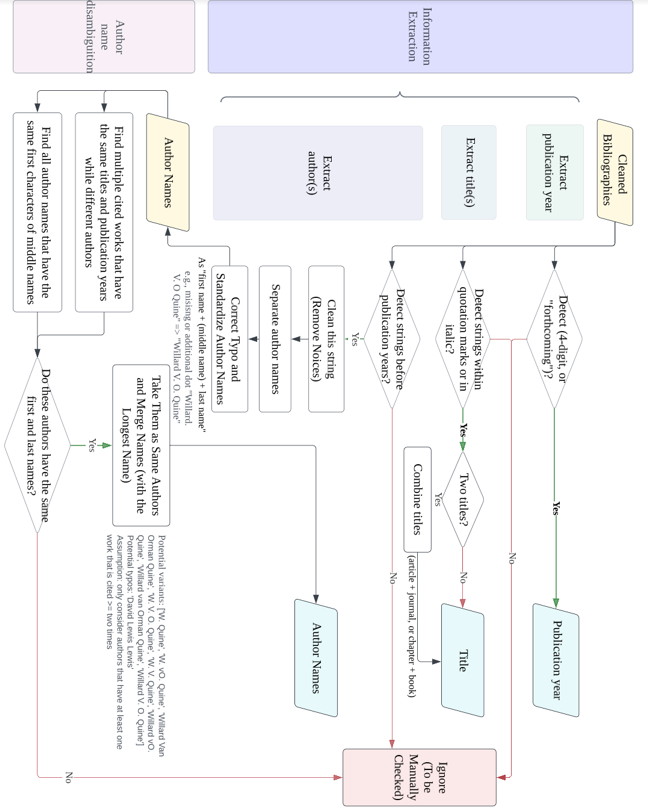 Information
Extraction
Author
name
disambiguition
Cleaned
Bibliographies
Extract
publication year
Detect (4-digit, or
"forthcoming")?
Yes
Publication year
Extract title(s)
Detect strings within
quotation marks or in
italic?
Yes
Two titles?
No
Title
No
Yes
Combine titles
(article + journal, or chapter + book)
Extract
author(s)
Detect strings before
publication years?
No
Ignore
(To be
Manually
Checked)
Yes
Clean this string
(Remove Noices)
Separate author names
Correct Typo and
Standardize Author Names
As "first name + (middle name) + last name"
e.g., misisng or additional dot "Willard.
V. O Quine" => "Willard V. O. Quine"
Author Names
Author Names
Find multiple cited works that have
the same titles and publication years
while different authors
Find all author names that have the
same first characters of middle names
Do these authors have the same
first and last names?
Yes
Take Them as Same Authors
and Merge Names (with the
Longest Name)
Potential variants: [W. Quine', 'W. vO. Quine', 'Willard Van
Orman Quine', 'W. V. O. Quine', 'W. V. Quine', 'Willard vO.
Quine', 'Willard van Orman Quine', 'Willard V. O. Quine']
Potential typos: 'David Lewis Lewis'
Assumption: only consider authors that have at least one
work that is cited >= two times
No